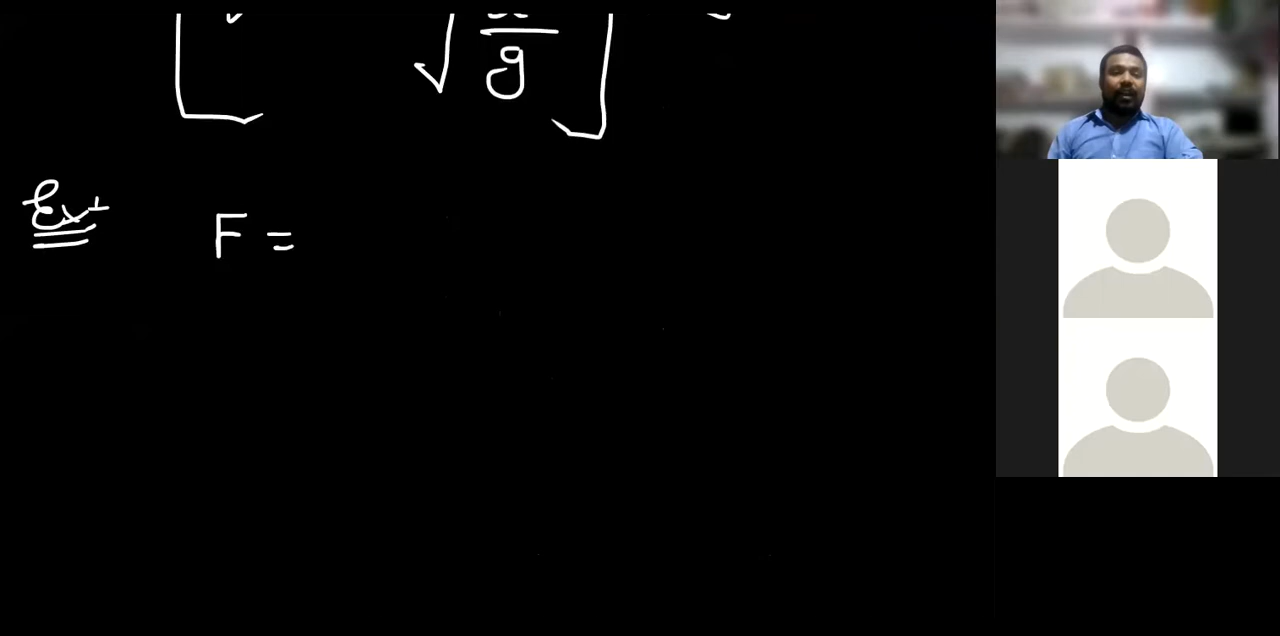 √ g
Ex:
F =